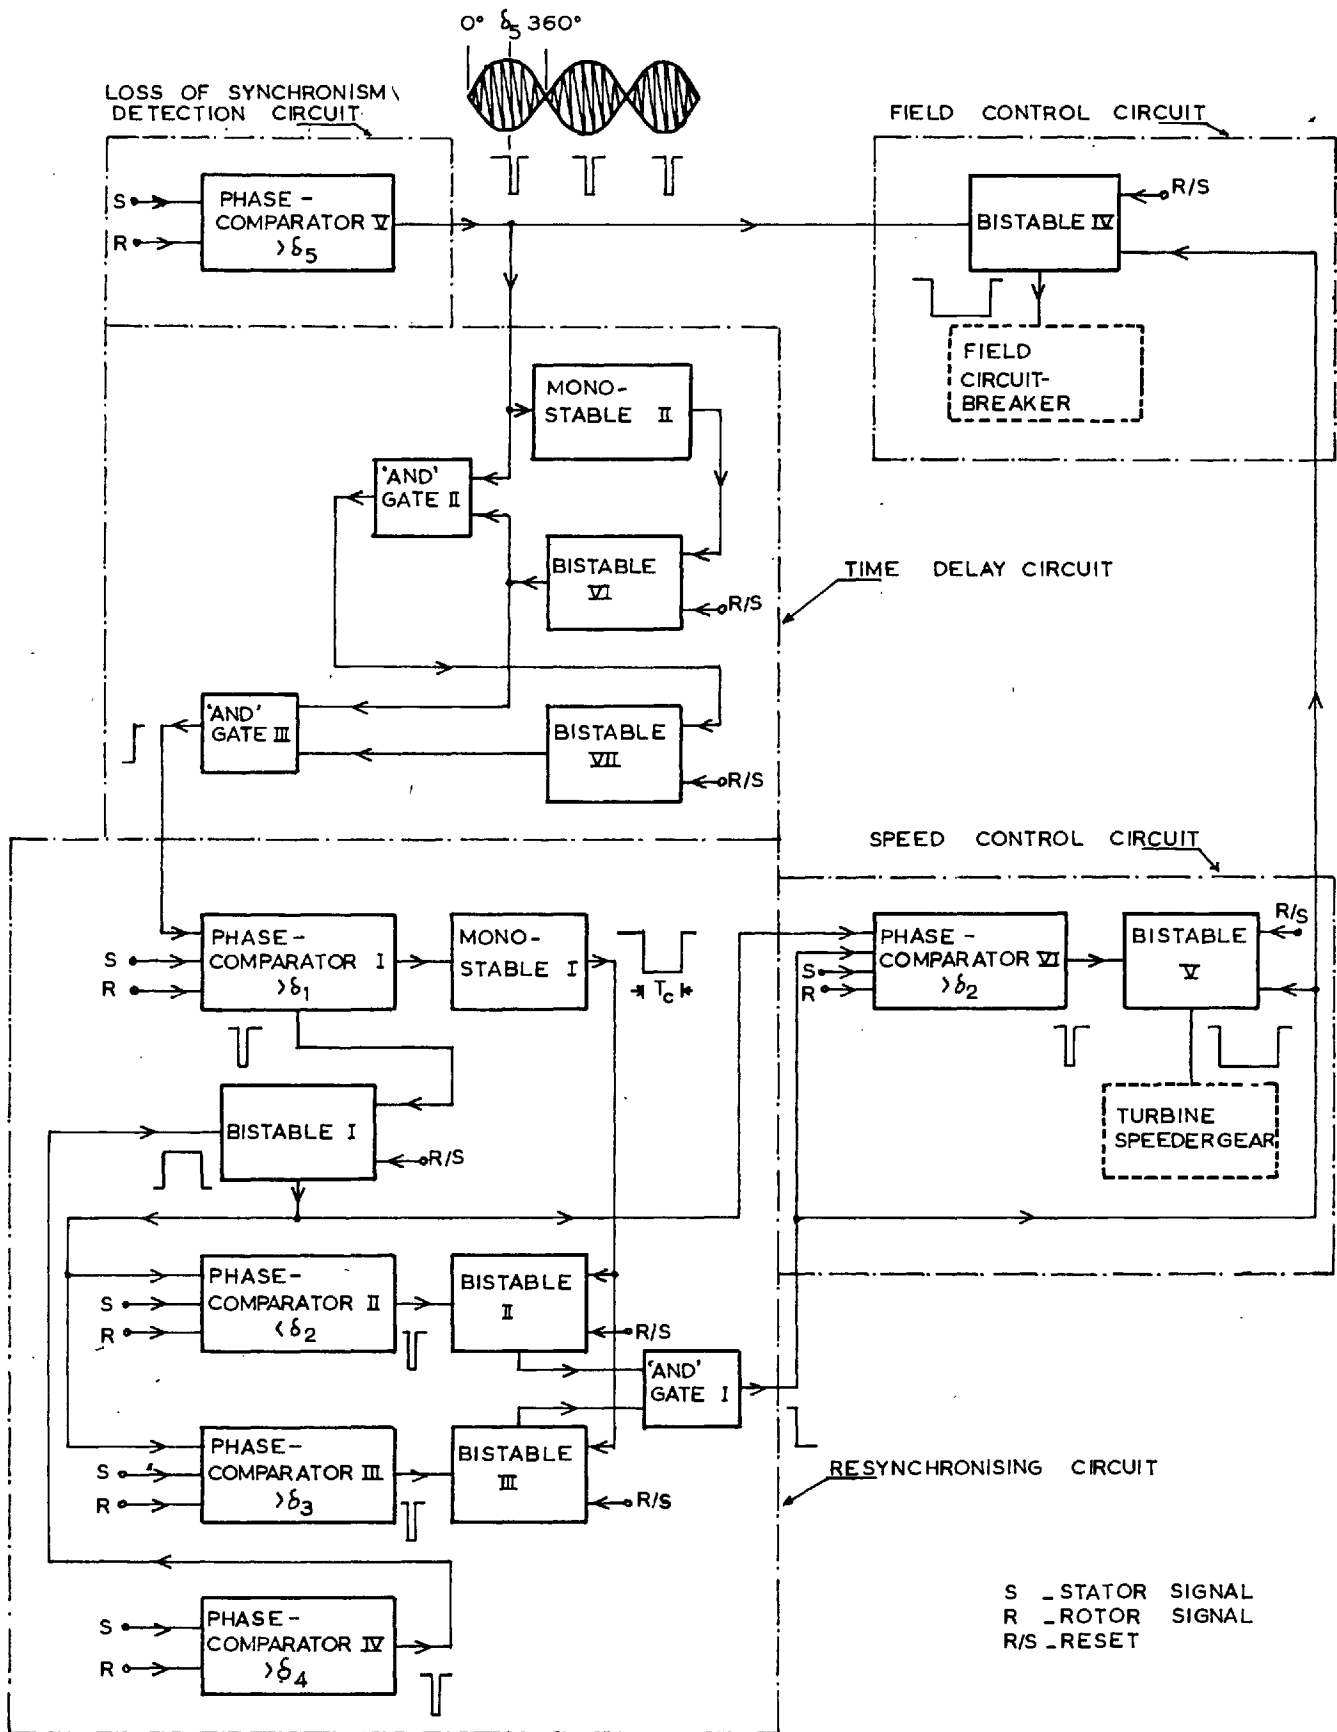 0° δ5 360°
LOSS OF SYNCHRONISM
DETECTION CIRCUIT
FIELD CONTROL CIRCUIT
S
R
PHASE-
COMPARATOR V
>δ5
BISTABLE IV
R/S
FIELD
CIRCUIT-
BREAKER
MONO-
STABLE II
'AND'
GATE II
BISTABLE
VI
R/S
TIME DELAY CIRCUIT
'AND'
GATE III
BISTABLE
VII
R/S
SPEED CONTROL CIRCUIT
S
R
PHASE-
COMPARATOR I
>δ1
MONO-
STABLE I
Tc
S
R
PHASE-
COMPARATOR VI
>δ2
BISTABLE
V
R/S
TURBINE
SPEEDERGEAR
BISTABLE I
R/S
S
R
PHASE-
COMPARATOR II
<δ2
BISTABLE
II
R/S
'AND'
GATE I
S
R
PHASE-
COMPARATOR III
>δ3
BISTABLE
III
R/S
RESYNCHRONISING CIRCUIT
S
R
PHASE-
COMPARATOR IV
>δ4
S - STATOR SIGNAL
R - ROTOR SIGNAL
R/S - RESET